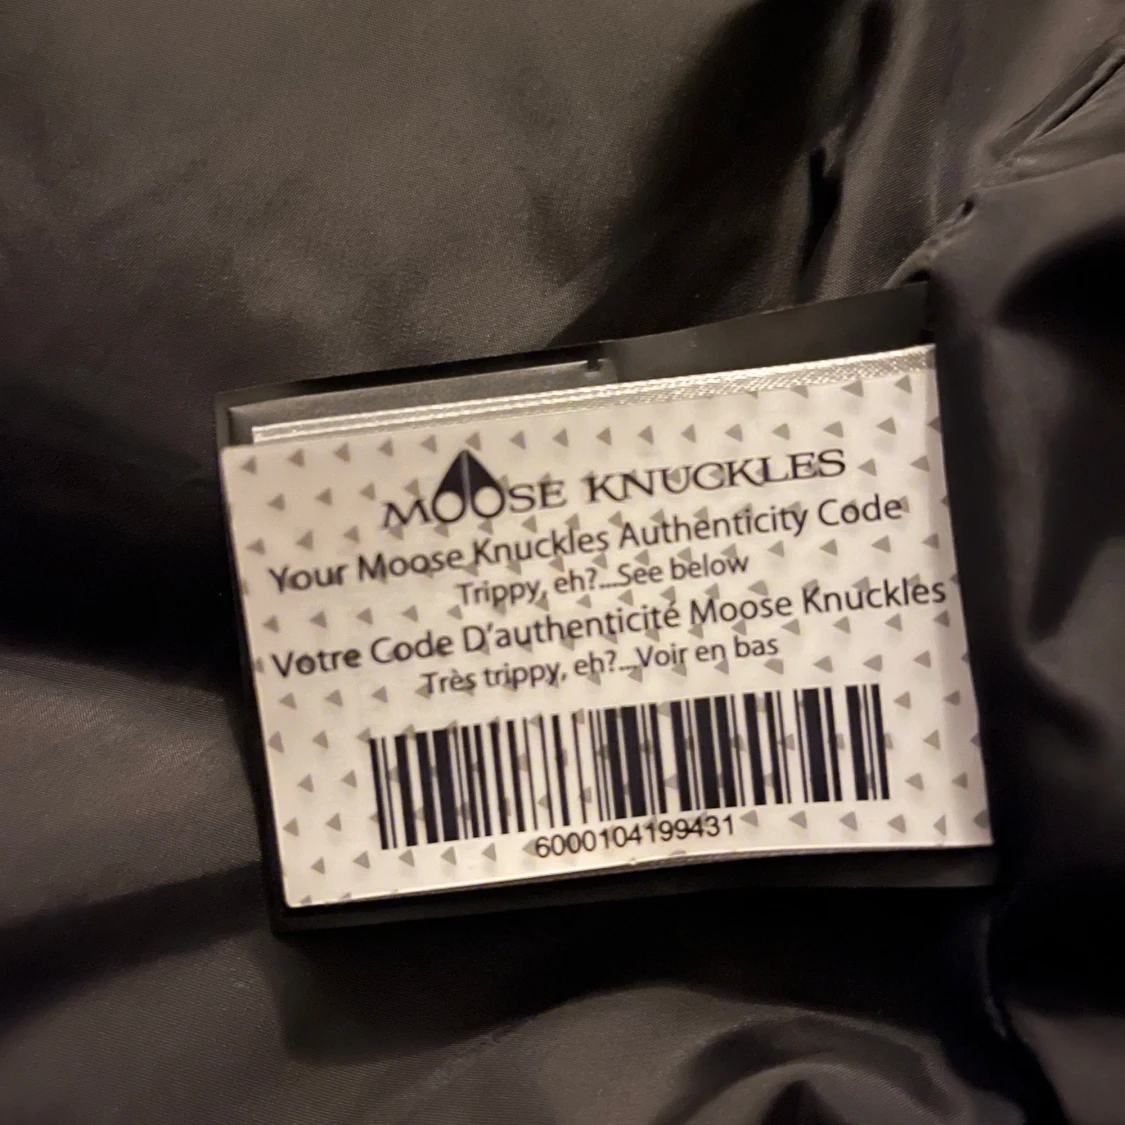 MOOSE KNUCKLES
Your Moose Knuckles Authenticity Code
Trippy, eh?...See below
Votre Code D'authenticité Moose Knuckles
Très trippy, eh?...Voir en bas
6000104199431